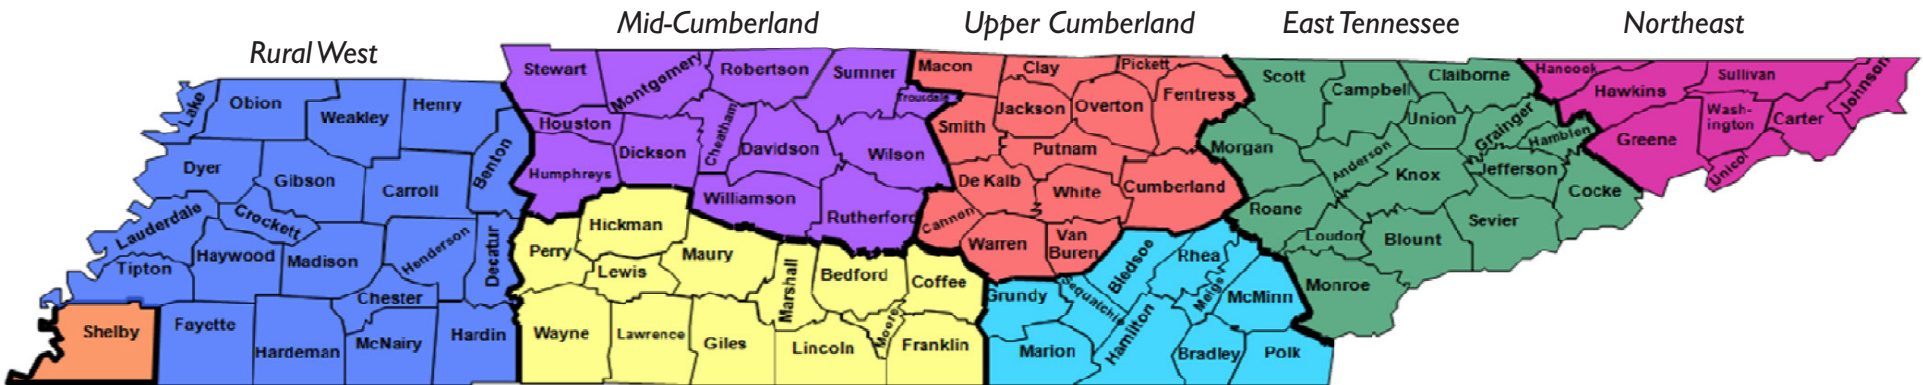 Rural West
Mid-Cumberland
Upper Cumberland
East Tennessee
Northeast
Lake
Obion
Weakley
Henry
Dyer
Gibson
Carroll
Benton
Lauderdale
Crockett
Haywood
Madison
Henderson
Decatur
Tipton
Chester
Shelby
Fayette
Hardeman
McNairy
Hardin
Stewart
Montgomery
Robertson
Sumner
Trousdale
Houston
Dickson
Cheatham
Davidson
Wilson
Humphreys
Williamson
Rutherford
Hickman
Perry
Lewis
Maury
Marshall
Bedford
Coffee
Moore
Wayne
Lawrence
Giles
Lincoln
Franklin
Macon
Clay
Pickett
Jackson
Overton
Fentress
Smith
Putnam
De Kalb
White
Cumberland
Cannon
Warren
Van
Buren
Grundy
Sequatchie
Bledsoe
Rhea
Meigs
McMinn
Marion
Hamilton
Bradley
Polk
Scott
Campbell
Claiborne
Union
Grainger
Hamblen
Morgan
Anderson
Knox
Jefferson
Cocke
Roane
Loudon
Blount
Sevier
Monroe
Hancock
Hawkins
Sullivan
Johnson
Greene
Wash-
ington
Carter
Unicoi